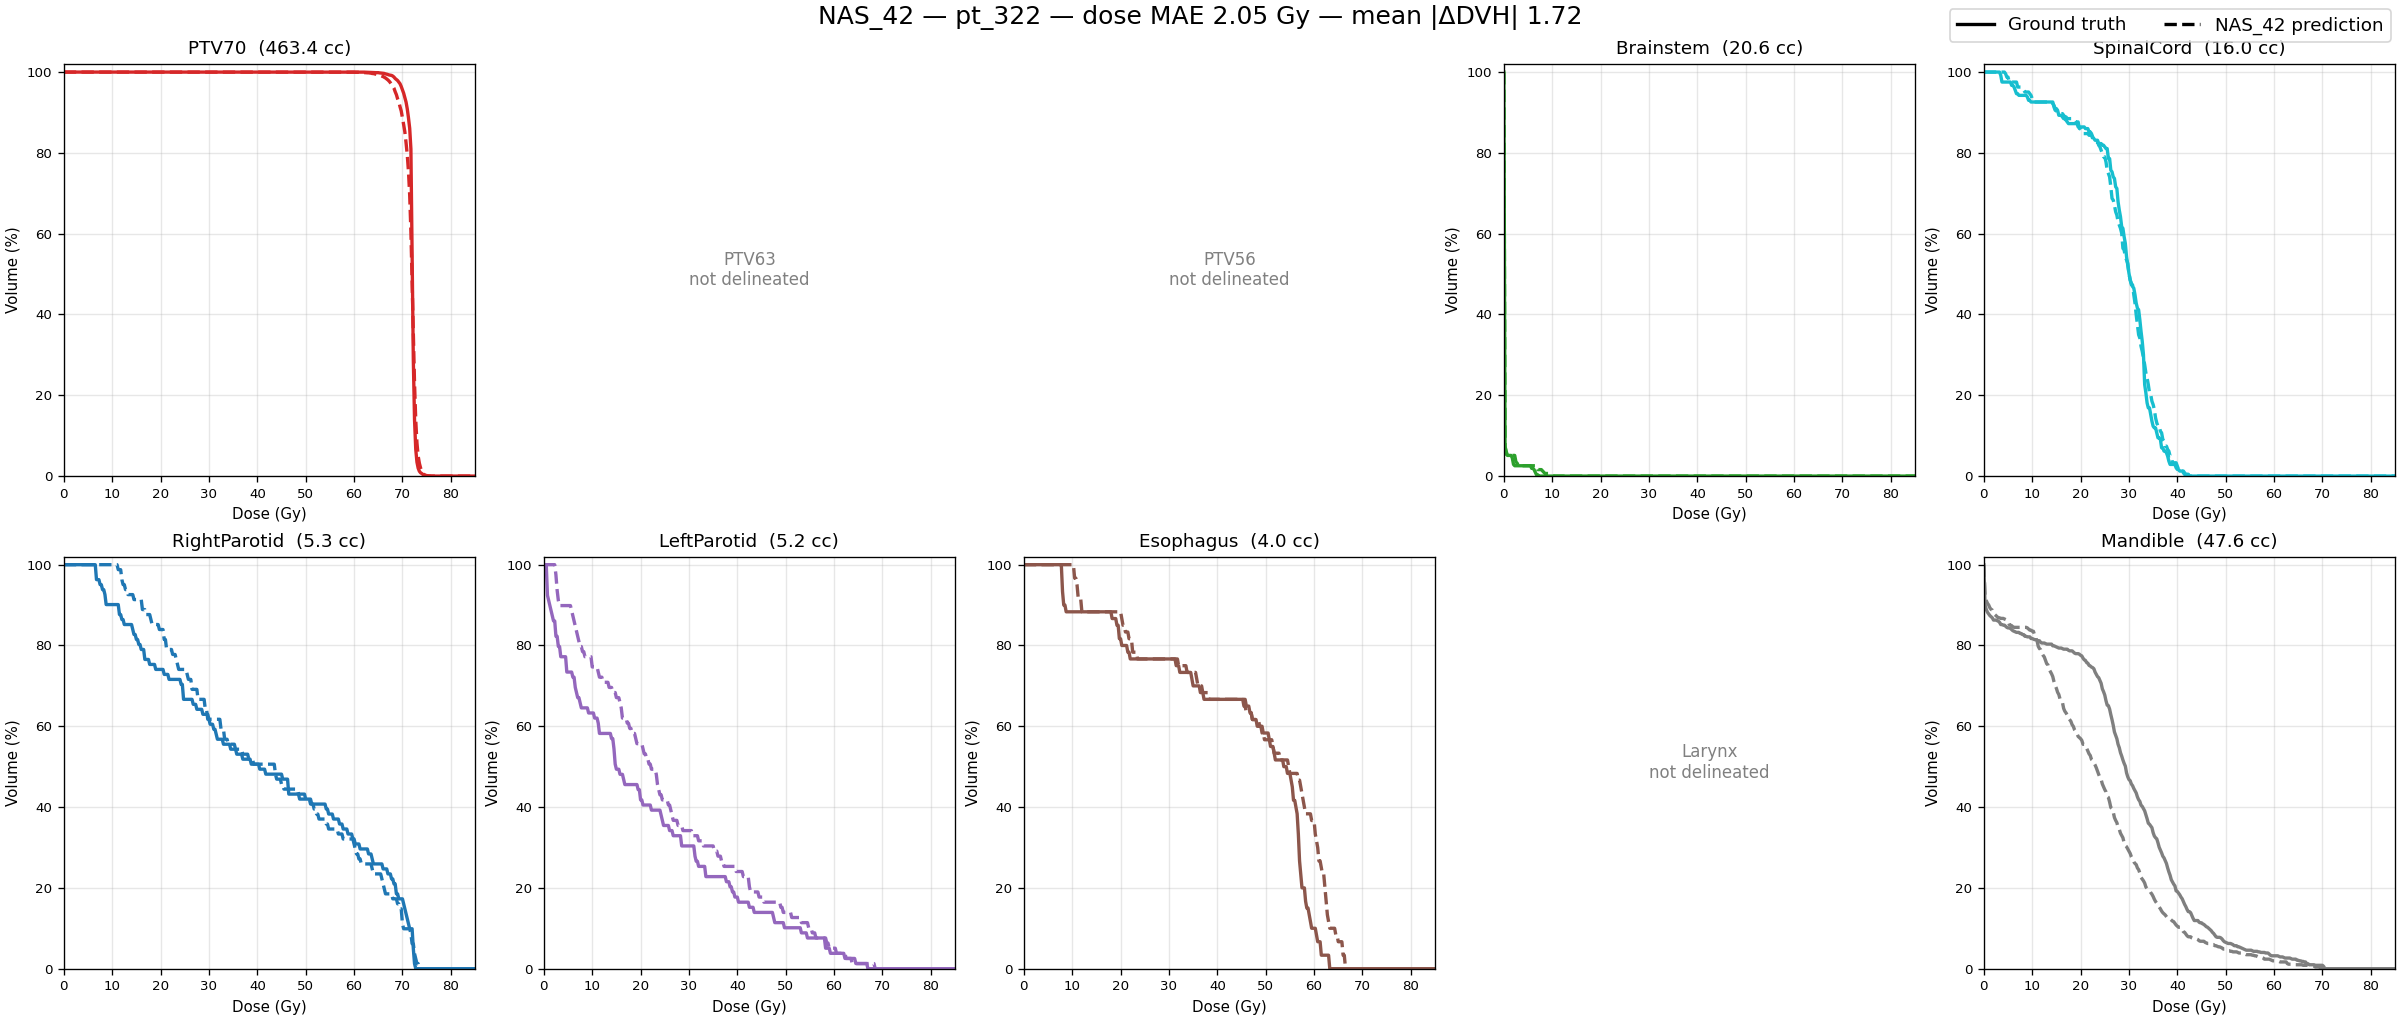 NAS_42 — pt_322 — dose MAE 2.05 Gy — mean |ΔDVH| 1.72
Ground truth
NAS_42 prediction
PTV70  (463.4 cc)
Volume (%)
100
80
60
40
20
0
0 10 20 30 40 50 60 70 80
Dose (Gy)
PTV63
not delineated
PTV56
not delineated
Brainstem  (20.6 cc)
Volume (%)
100
80
60
40
20
0
0 10 20 30 40 50 60 70 80
Dose (Gy)
SpinalCord  (16.0 cc)
Volume (%)
100
80
60
40
20
0
0 10 20 30 40 50 60 70 80
Dose (Gy)
RightParotid  (5.3 cc)
Volume (%)
100
80
60
40
20
0
0 10 20 30 40 50 60 70 80
Dose (Gy)
LeftParotid  (5.2 cc)
Volume (%)
100
80
60
40
20
0
0 10 20 30 40 50 60 70 80
Dose (Gy)
Esophagus  (4.0 cc)
Volume (%)
100
80
60
40
20
0
0 10 20 30 40 50 60 70 80
Dose (Gy)
Larynx
not delineated
Mandible  (47.6 cc)
Volume (%)
100
80
60
40
20
0
0 10 20 30 40 50 60 70 80
Dose (Gy)